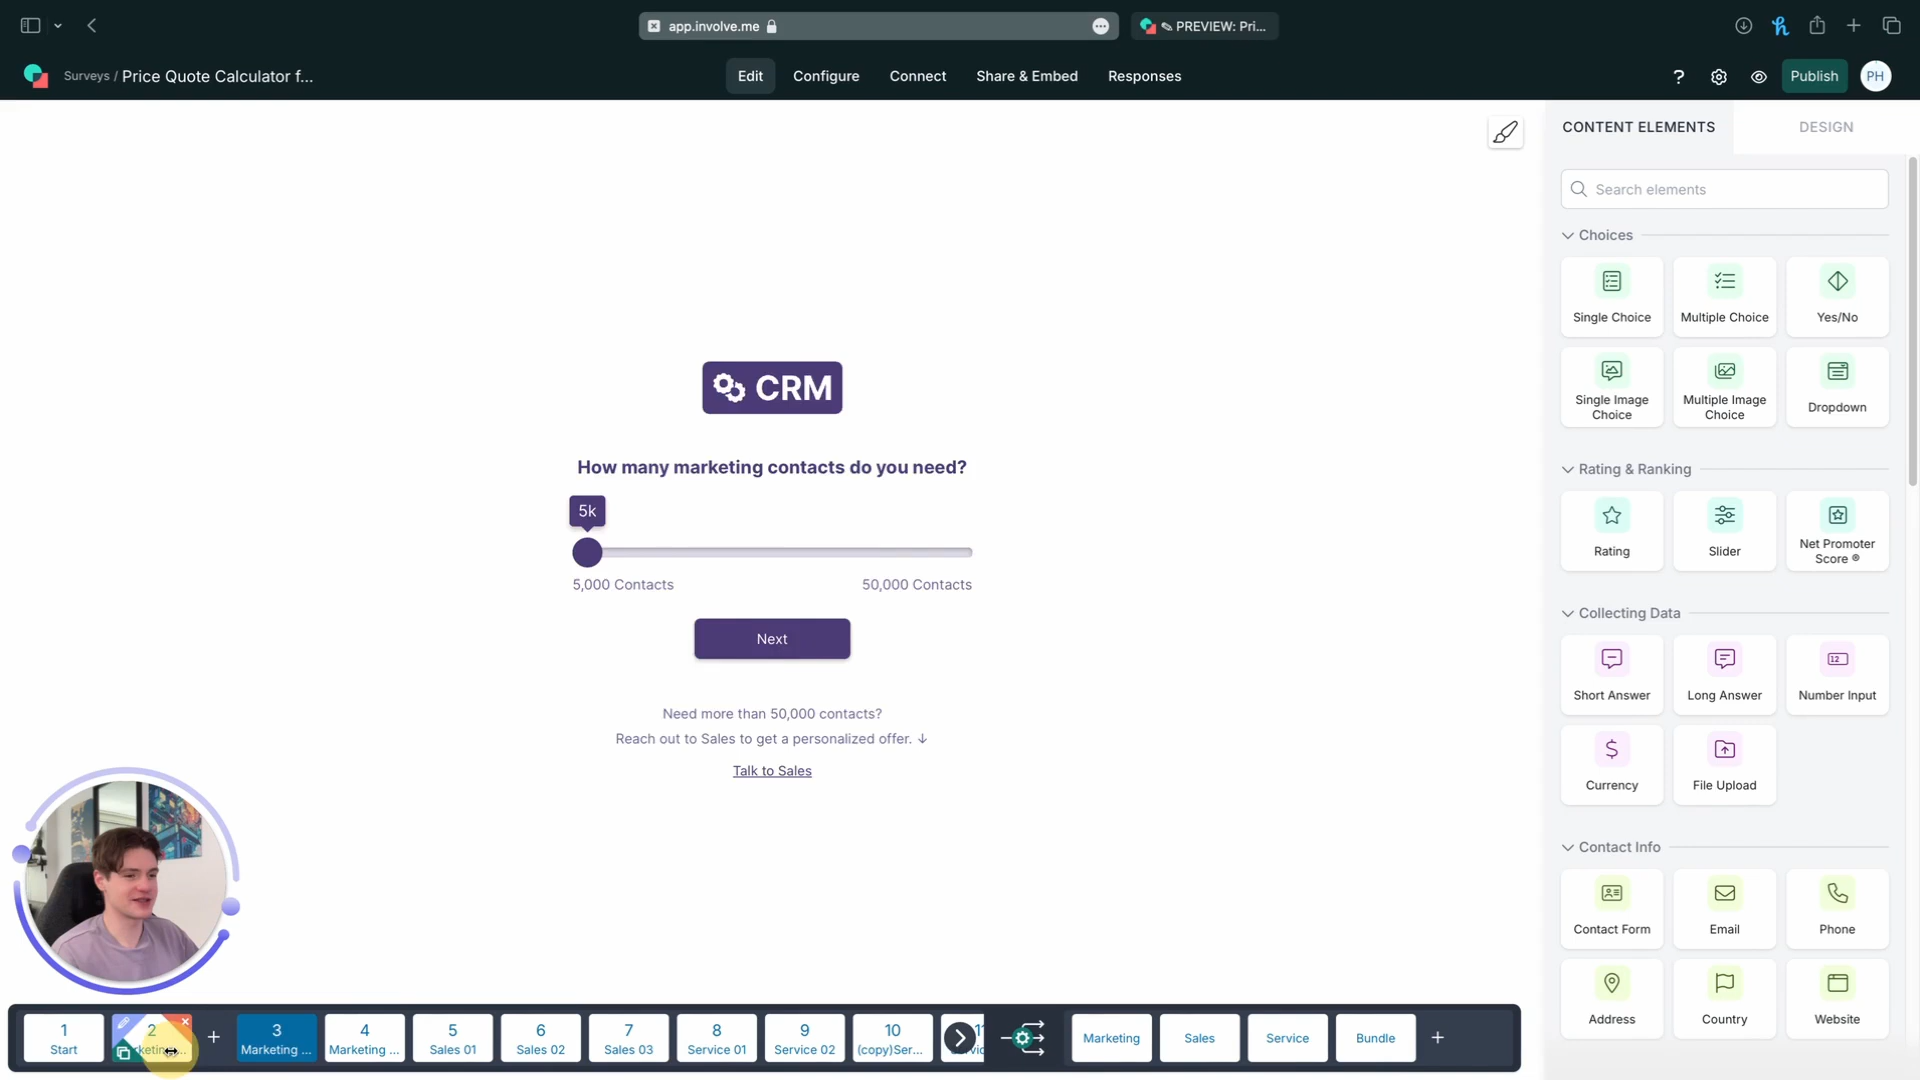 app.involve.me
PREVIEW: Pri...
Surveys / Price Quote Calculator f...
Edit
Configure
Connect
Share & Embed
Responses
?
Publish
PH
CONTENT ELEMENTS
DESIGN
Search elements
Choices
Single Choice
Multiple Choice
Yes/No
Single Image
Choice
Multiple Image
Choice
Dropdown
Rating & Ranking
Rating
Slider
Net Promoter
Score ®
Collecting Data
Short Answer
Long Answer
12
Number Input
$
Currency
File Upload
Contact Info
Contact Form
Email
Phone
Address
Country
Website
CRM
How many marketing contacts do you need?
5k
5,000 Contacts
50,000 Contacts
Next
Need more than 50,000 contacts?
Reach out to Sales to get a personalized offer. ↓
Talk to Sales
1
Start
2
+
3
Marketing ...
4
Marketing ...
5
Sales 01
6
Sales 02
7
Sales 03
8
Service 01
9
Service 02
10
(copy)Ser...
Marketing
Sales
Service
Bundle
+